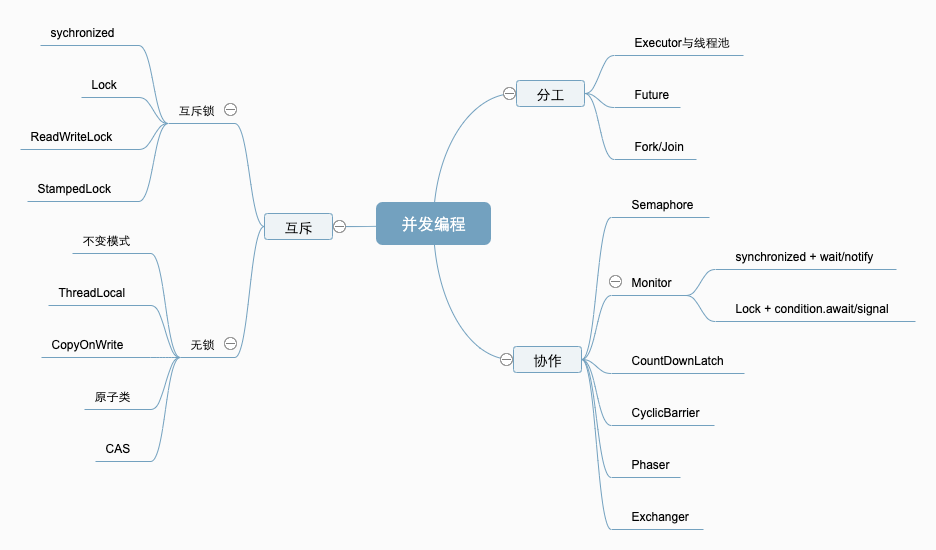 并发编程
分工
Executor与线程池
Future
Fork/Join
协作
Semaphore
Monitor
synchronized + wait/notify
Lock + condition.await/signal
CountDownLatch
CyclicBarrier
Phaser
Exchanger
互斥
互斥锁
sychronized
Lock
ReadWriteLock
StampedLock
无锁
不变模式
ThreadLocal
CopyOnWrite
原子类
CAS